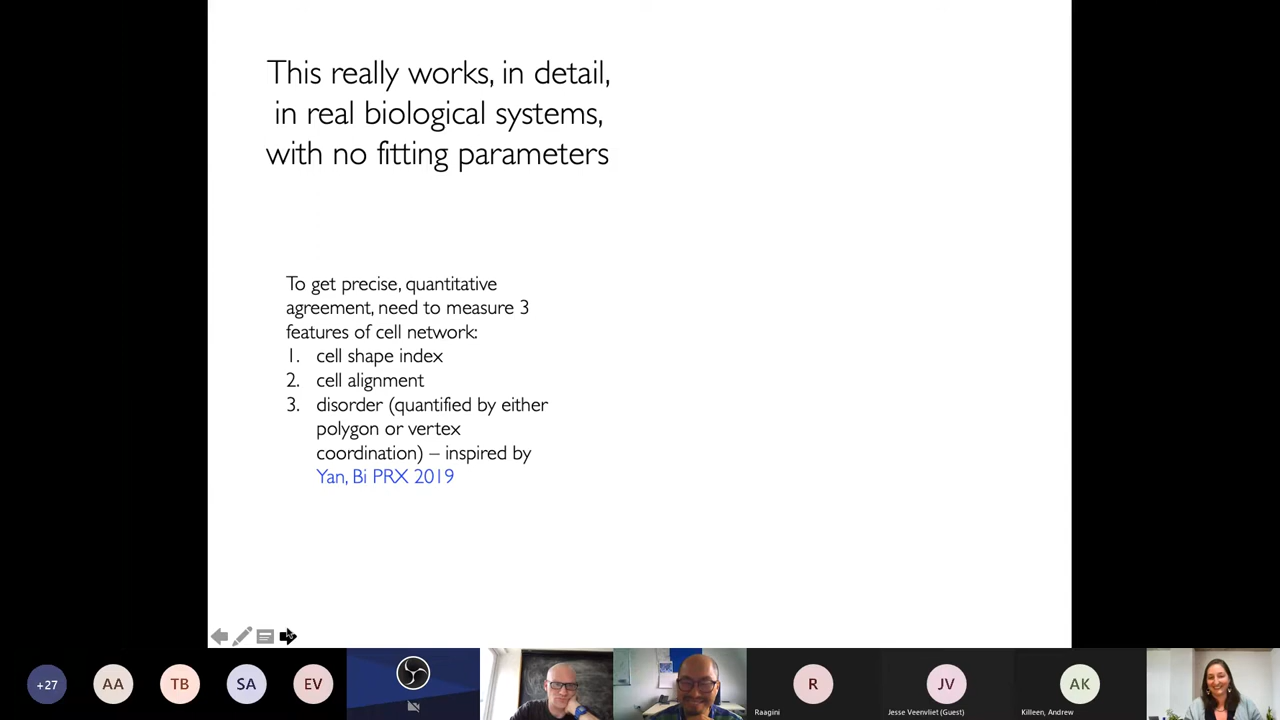 This really works, in detail,
in real biological systems,
with no fitting parameters
To get precise, quantitative
agreement, need to measure 3
features of cell network:
1. cell shape index
2. cell alignment
3. disorder (quantified by either
polygon or vertex
coordination) – inspired by
Yan, Bi PRX 2019
+27
AA
TB
SA
EV
R
Raagini
JV
Jesse Veenvliet (Guest)
AK
Killeen, Andrew